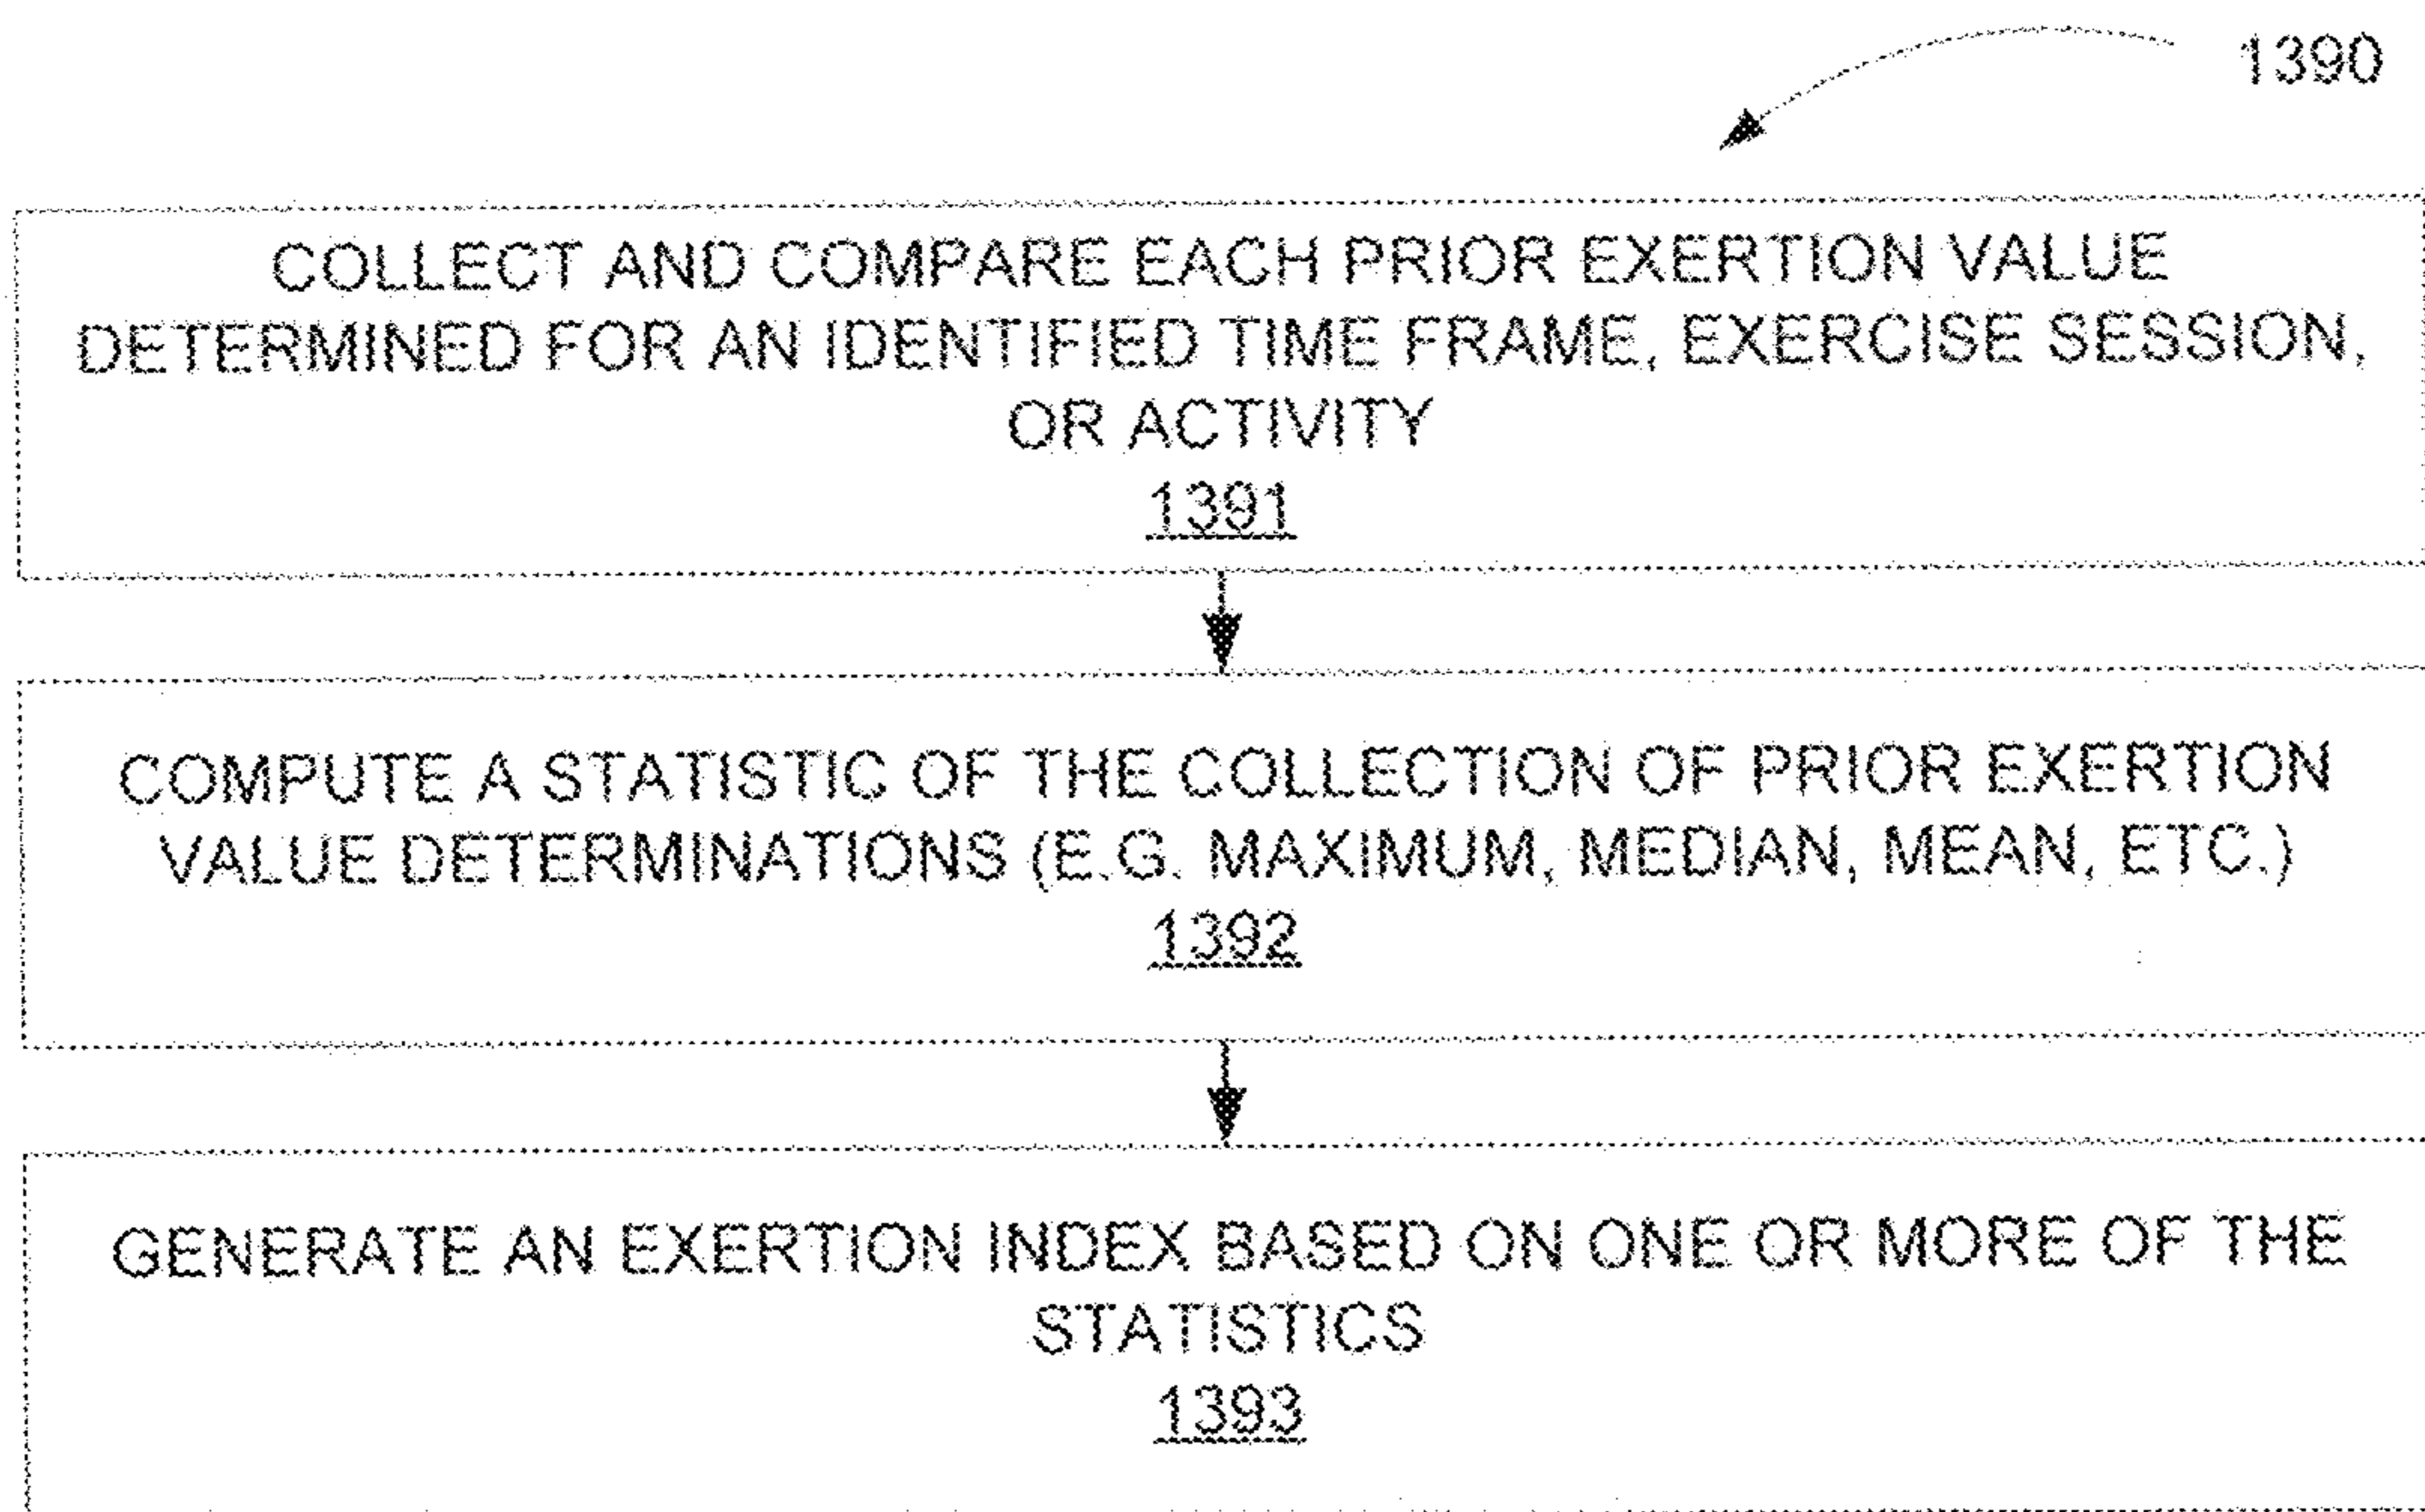 1390
COLLECT AND COMPARE EACH PRIOR EXERTION VALUE
DETERMINED FOR AN IDENTIFIED TIME FRAME, EXERCISE SESSION,
OR ACTIVITY
1391
COMPUTE A STATISTIC OF THE COLLECTION OF PRIOR EXERTION
VALUE DETERMINATIONS (E.G. MAXIMUM, MEDIAN, MEAN, ETC.)
1392
GENERATE AN EXERTION INDEX BASED ON ONE OR MORE OF THE
STATISTICS
1393